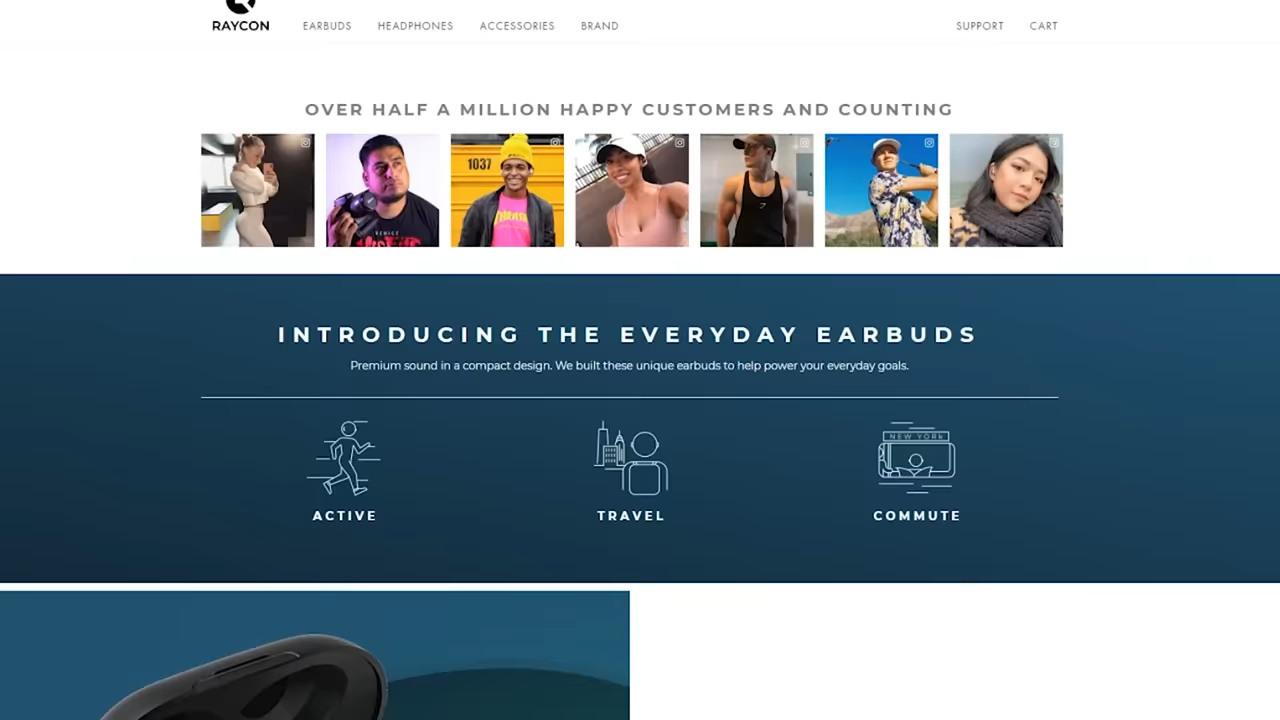 RAYCON EARBUDS HEADPHONES ACCESSORIES BRAND SUPPORT CART
OVER HALF A MILLION HAPPY CUSTOMERS AND COUNTING
1037
VENICE
INTRODUCING THE EVERYDAY EARBUDS
Premium sound in a compact design. We built these unique earbuds to help power your everyday goals.
NEW YORK
ACTIVE TRAVEL COMMUTE